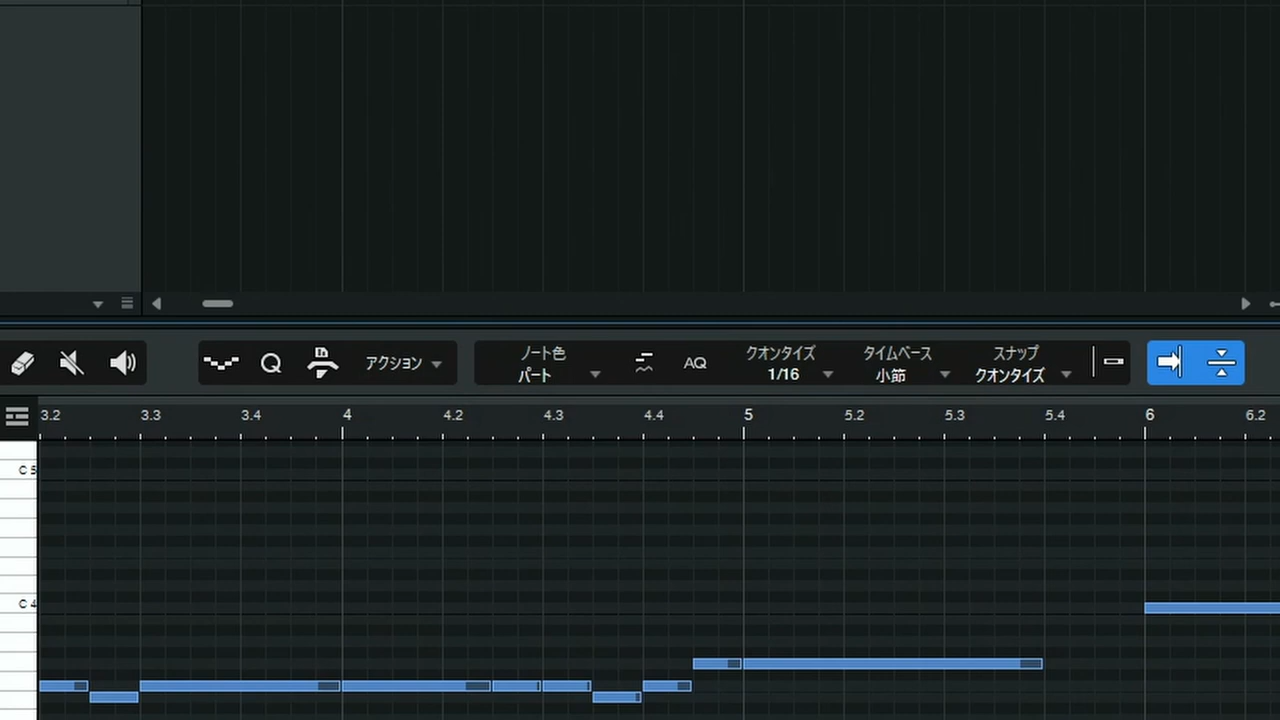 アクション
ノート色
パート
AQ
クオンタイズ
1/16
タイムベース
小節
スナップ
クオンタイズ
3.2 3.3 3.4 4 4.2 4.3 4.4 5 5.2 5.3 5.4 6 6.2
C 5
C 4